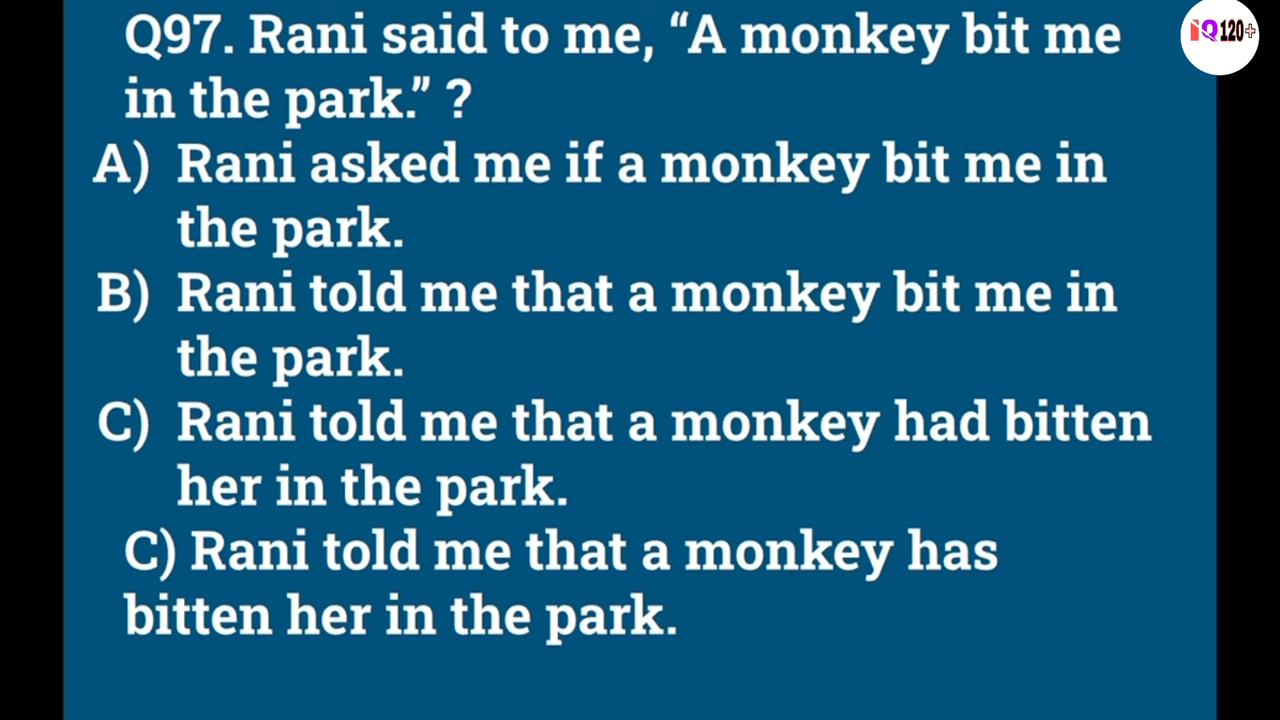 Q97. Rani said to me, “A monkey bit me
in the park.” ?
A) Rani asked me if a monkey bit me in
the park.
B) Rani told me that a monkey bit me in
the park.
C) Rani told me that a monkey had bitten
her in the park.
C) Rani told me that a monkey has
bitten her in the park.
IQ120+